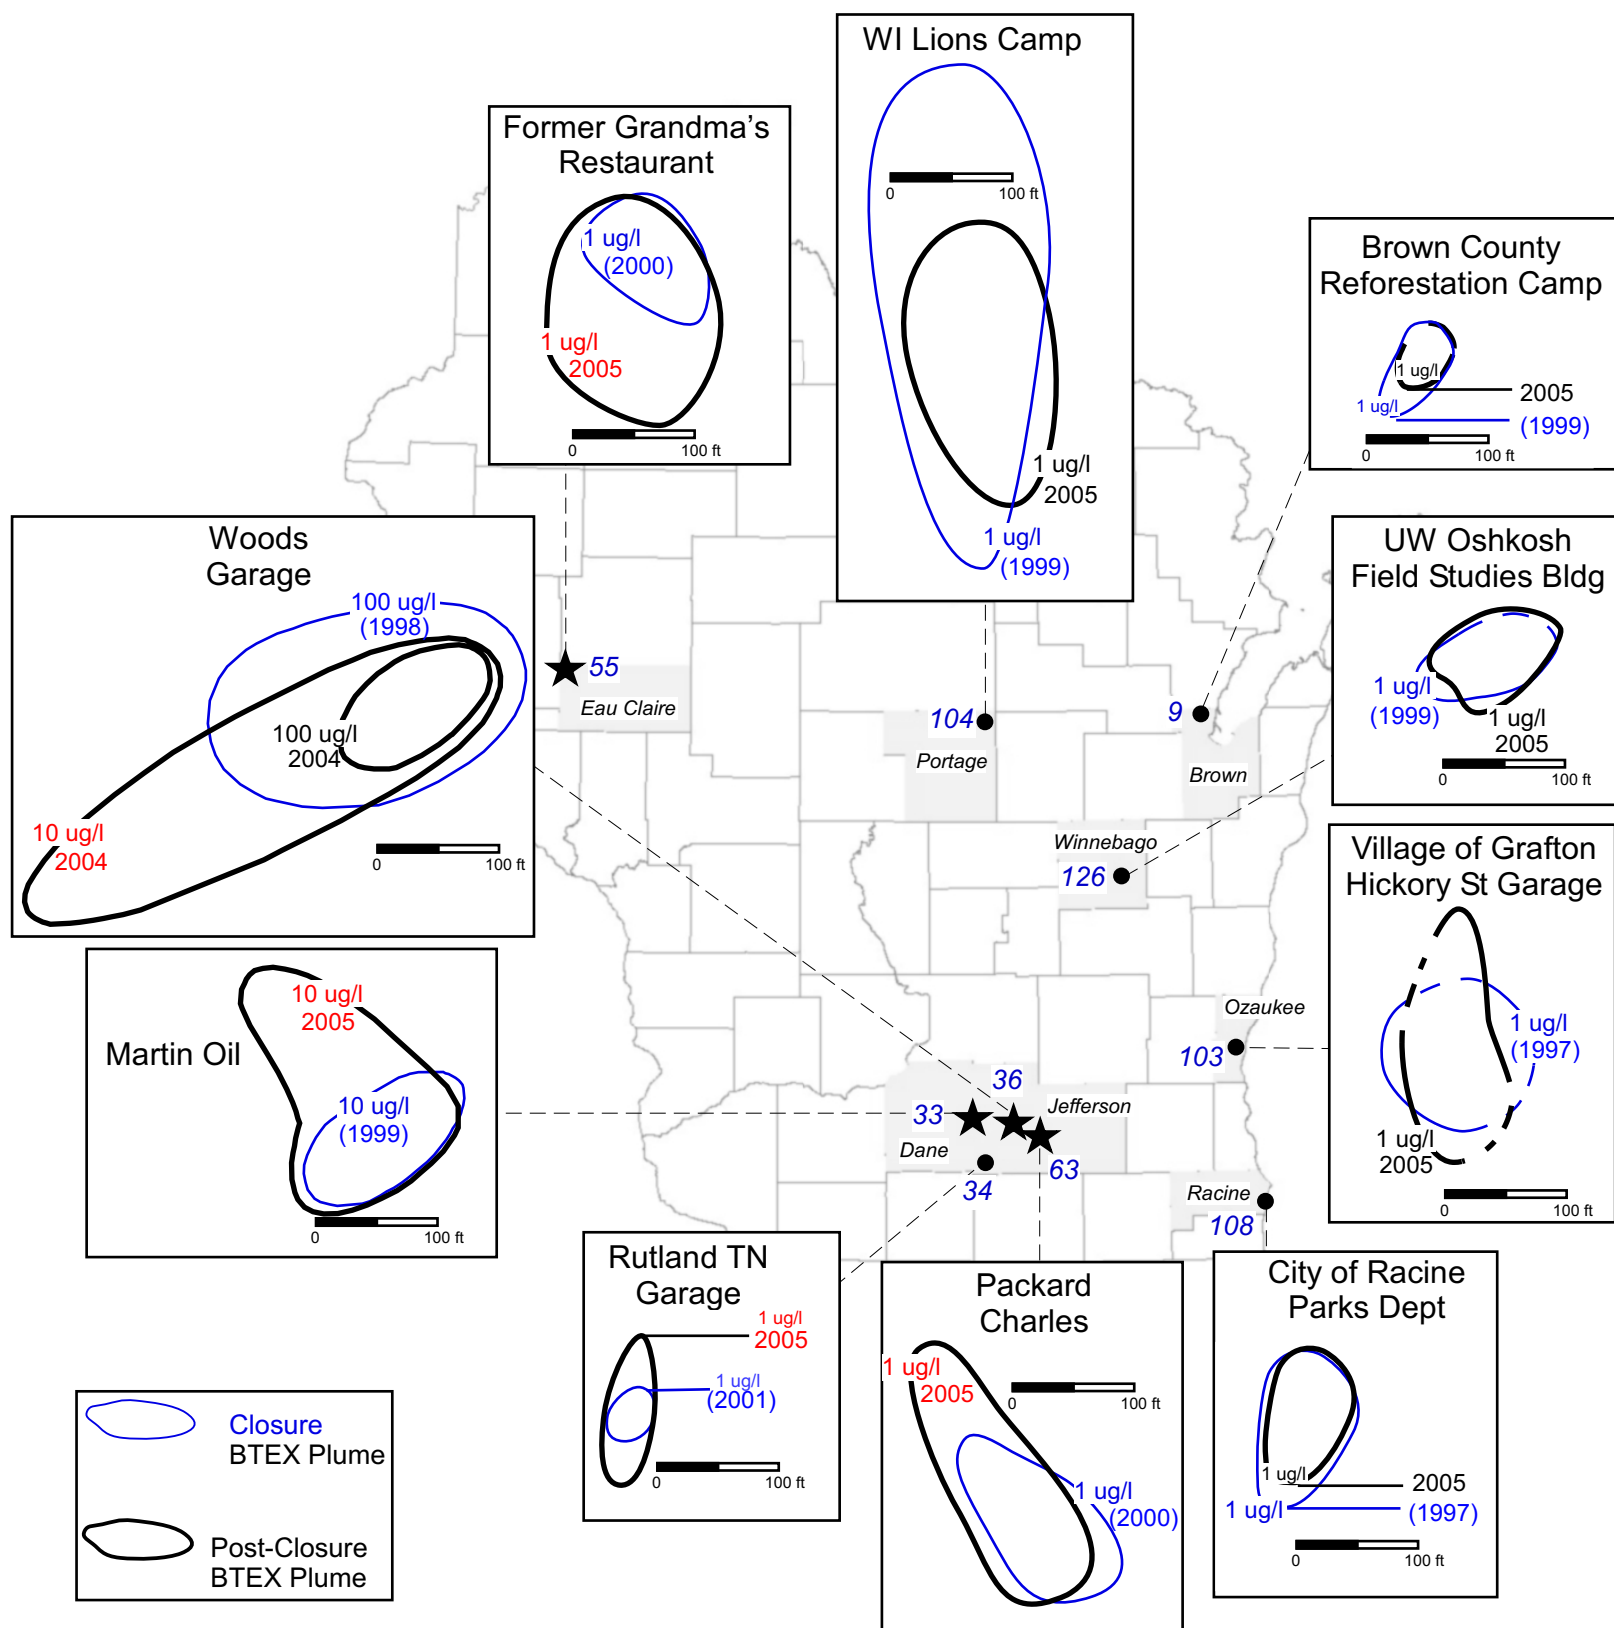 WI Lions Camp
0 100 ft
1 ug/l
2005
1 ug/l
(1999)
Former Grandma's
Restaurant
1 ug/l
(2000)
1 ug/l
2005
0 100 ft
Brown County
Reforestation Camp
1 ug/l
2005
1 ug/l
(1999)
0 100 ft
Woods
Garage
100 ug/l
(1998)
100 ug/l
2004
10 ug/l
2004
0 100 ft
UW Oshkosh
Field Studies Bldg
1 ug/l
(1999)
1 ug/l
2005
0 100 ft
55
Eau Claire
104
Portage
9
Brown
Winnebago
126
Village of Grafton
Hickory St Garage
1 ug/l
(1997)
1 ug/l
2005
0 100 ft
Martin Oil
10 ug/l
2005
10 ug/l
(1999)
0 100 ft
Ozaukee
103
36
33
Jefferson
Dane
63
34
Racine
108
Rutland TN
Garage
1 ug/l
2005
1 ug/l
(2001)
0 100 ft
Packard
Charles
1 ug/l
2005
0 100 ft
1 ug/l
(2000)
City of Racine
Parks Dept
1 ug/l
2005
1 ug/l
(1997)
0 100 ft
Closure
BTEX Plume
Post-Closure
BTEX Plume